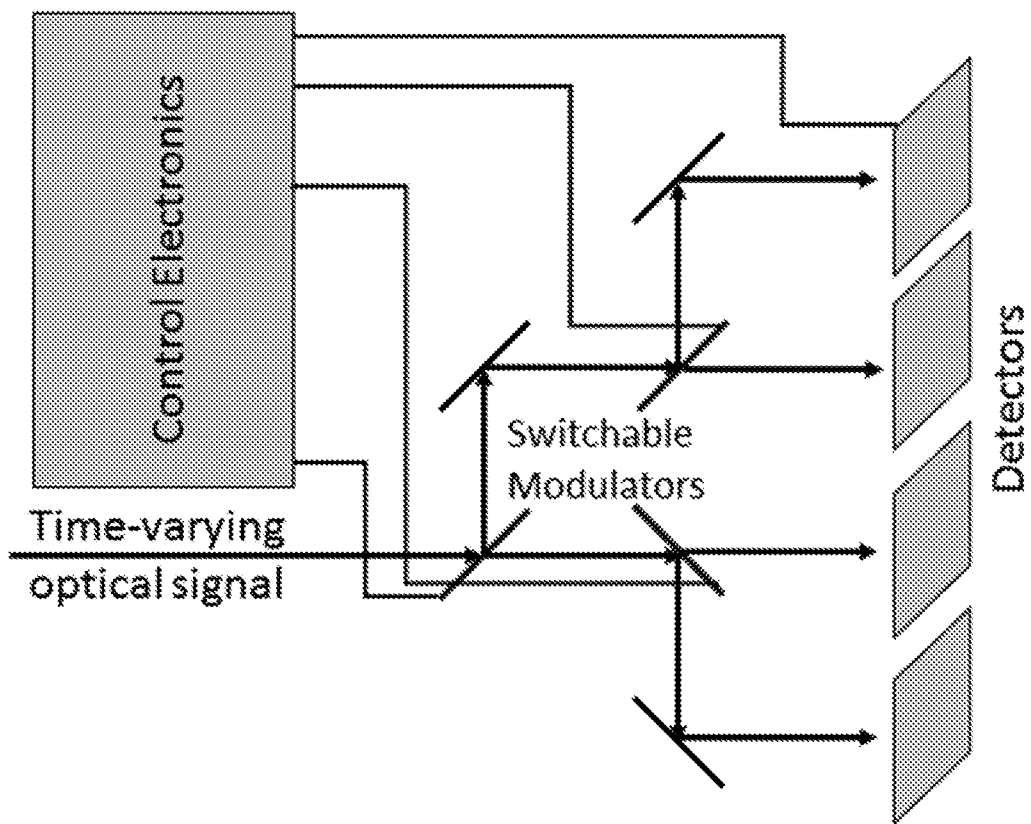 Control Electronics
Switchable
Modulators
Detectors
Time-varying
optical signal